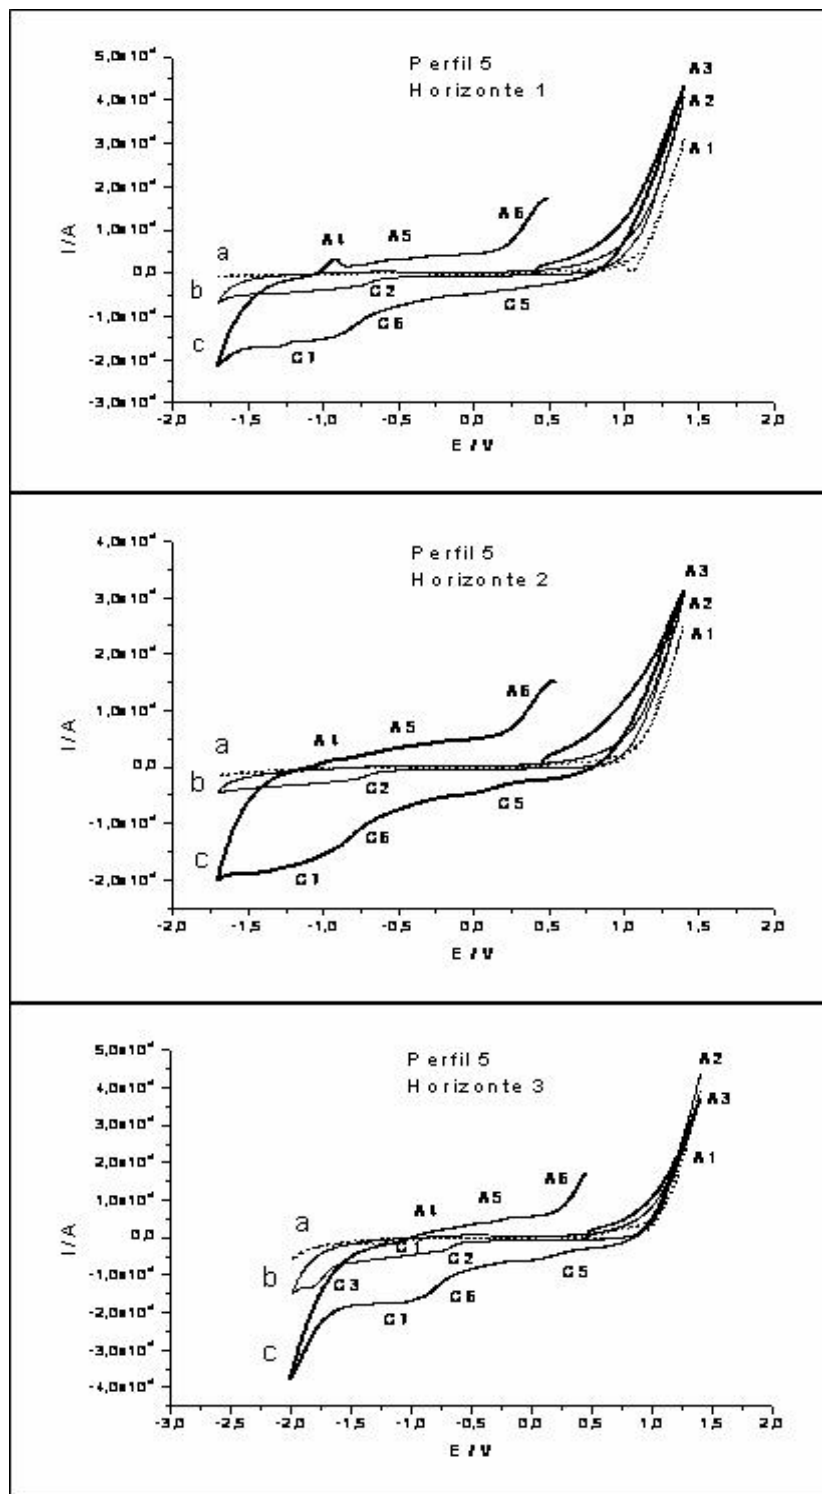 5,0x10⁻⁴
4,0x10⁻⁴
3,0x10⁻⁴
2,0x10⁻⁴
1,0x10⁻⁴
0,0
-1,0x10⁻⁴
-2,0x10⁻⁴
-3,0x10⁻⁴
I / A
Perfil 5
Horizonte 1
A3
A2
A1
A6
A5
A4
a
b
c
C2
C5
C6
C7
-2,0 -1,5 -1,0 -0,5 0,0 0,5 1,0 1,5 2,0
E / V
4,0x10⁻⁴
3,0x10⁻⁴
2,0x10⁻⁴
1,0x10⁻⁴
0,0
-1,0x10⁻⁴
-2,0x10⁻⁴
I / A
Perfil 5
Horizonte 2
A3
A2
A1
A6
A5
A4
a
b
c
C2
C5
C6
C7
-2,0 -1,5 -1,0 -0,5 0,0 0,5 1,0 1,5 2,0
E / V
5,0x10⁻⁴
4,0x10⁻⁴
3,0x10⁻⁴
2,0x10⁻⁴
1,0x10⁻⁴
0,0
-1,0x10⁻⁴
-2,0x10⁻⁴
-3,0x10⁻⁴
-4,0x10⁻⁴
I / A
Perfil 5
Horizonte 3
A2
A3
A1
A6
A5
A4
a
b
c
C1
C2
C3
C5
C6
C7
-3,0 -2,5 -2,0 -1,5 -1,0 -0,5 0,0 0,5 1,0 1,5 2,0
E / V